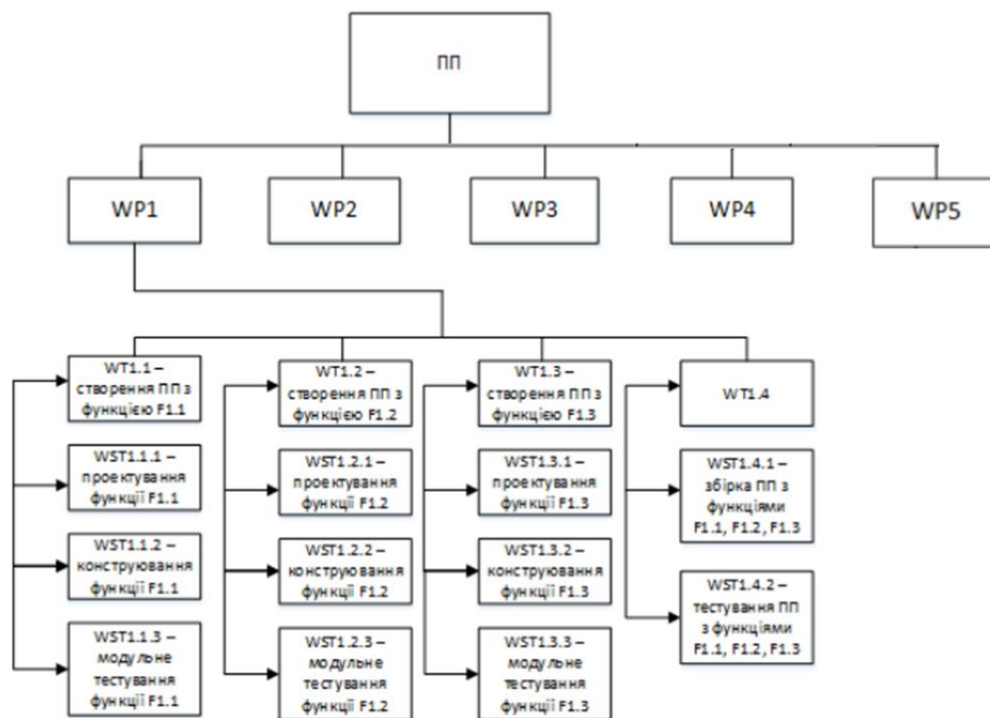 ПП
WP1
WP2
WP3
WP4
WP5
WT1.1 –
створення ПП з
функцією F1.1
WT1.2 –
створення ПП з
функцією F1.2
WT1.3 –
створення ПП з
функцією F1.3
WT1.4
WST1.1.1 –
проектування
функції F1.1
WST1.2.1 –
проектування
функції F1.2
WST1.3.1 –
проектування
функції F1.3
WST1.4.1 –
збірка ПП з
функціями
F1.1, F1.2, F1.3
WST1.1.2 –
конструювання
функції F1.1
WST1.2.2 –
конструювання
функції F1.2
WST1.3.2 –
конструювання
функції F1.3
WST1.4.2 –
тестування ПП
з функціями
F1.1, F1.2, F1.3
WST1.1.3 –
модульне
тестування
функції F1.1
WST1.2.3 –
модульне
тестування
функції F1.2
WST1.3.3 –
модульне
тестування
функції F1.3